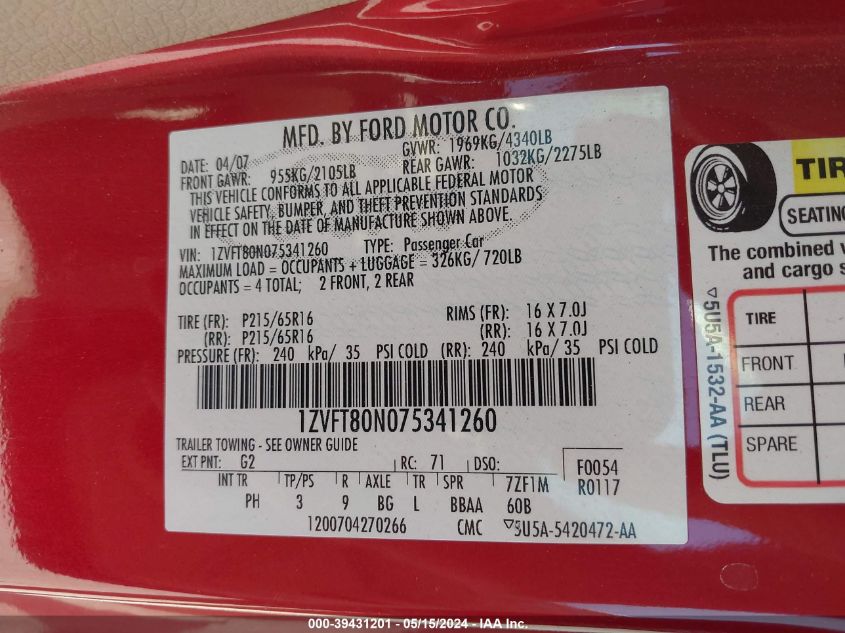 MFD. BY FORD MOTOR CO.
DATE: 04/07 GVWR: 1969KG/4340LB
FRONT GAWR: 955KG/2105LB REAR GAWR: 1032KG/2275LB
THIS VEHICLE CONFORMS TO ALL APPLICABLE FEDERAL MOTOR
VEHICLE SAFETY, BUMPER, AND THEFT PREVENTION STANDARDS
IN EFFECT ON THE DATE OF MANUFACTURE SHOWN ABOVE.
VIN: 1ZVFT80N075341260 TYPE: Passenger Car
MAXIMUM LOAD = OCCUPANTS + LUGGAGE = 326KG/720LB
OCCUPANTS = 4 TOTAL; 2 FRONT, 2 REAR
TIRE (FR): P215/65R16 RIMS (FR): 16 X 7.0J
(RR): P215/65R16 (RR): 16 X 7.0J
PRESSURE (FR): 240 kPa/ 35 PSI COLD (RR): 240 kPa/ 35 PSI COLD
1ZVFT80N075341260
TRAILER TOWING - SEE OWNER GUIDE
EXT PNT: G2 RC: 71 DSO: F0054
INT TR TP/PS R AXLE TR SPR 7ZF1M R0117
PH 3 9 BG L BBAA 60B
1200704270266 CMC ▽5U5A-5420472-AA
▽5U5A-1532-AA (TLU)
TIR
SEATING
The combined
and cargo
TIRE
FRONT
REAR
SPARE
000-39431201 - 05/15/2024 - IAA Inc.